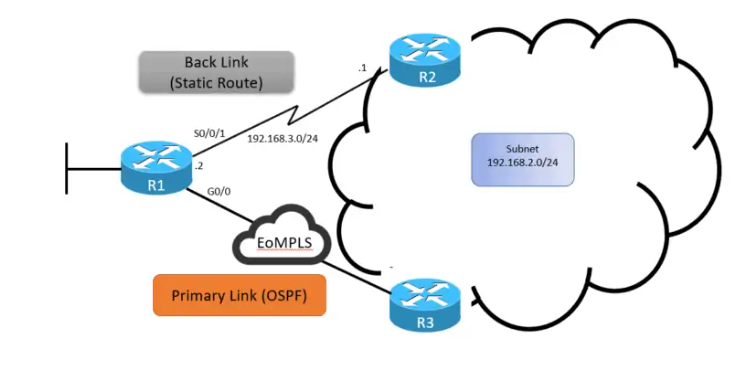 Back Link
(Static Route)
.1
R2
S0/0/1
192.168.3.0/24
Subnet
192.168.2.0/24
.2
R1
G0/0
EoMPLS
Primary Link (OSPF)
R3